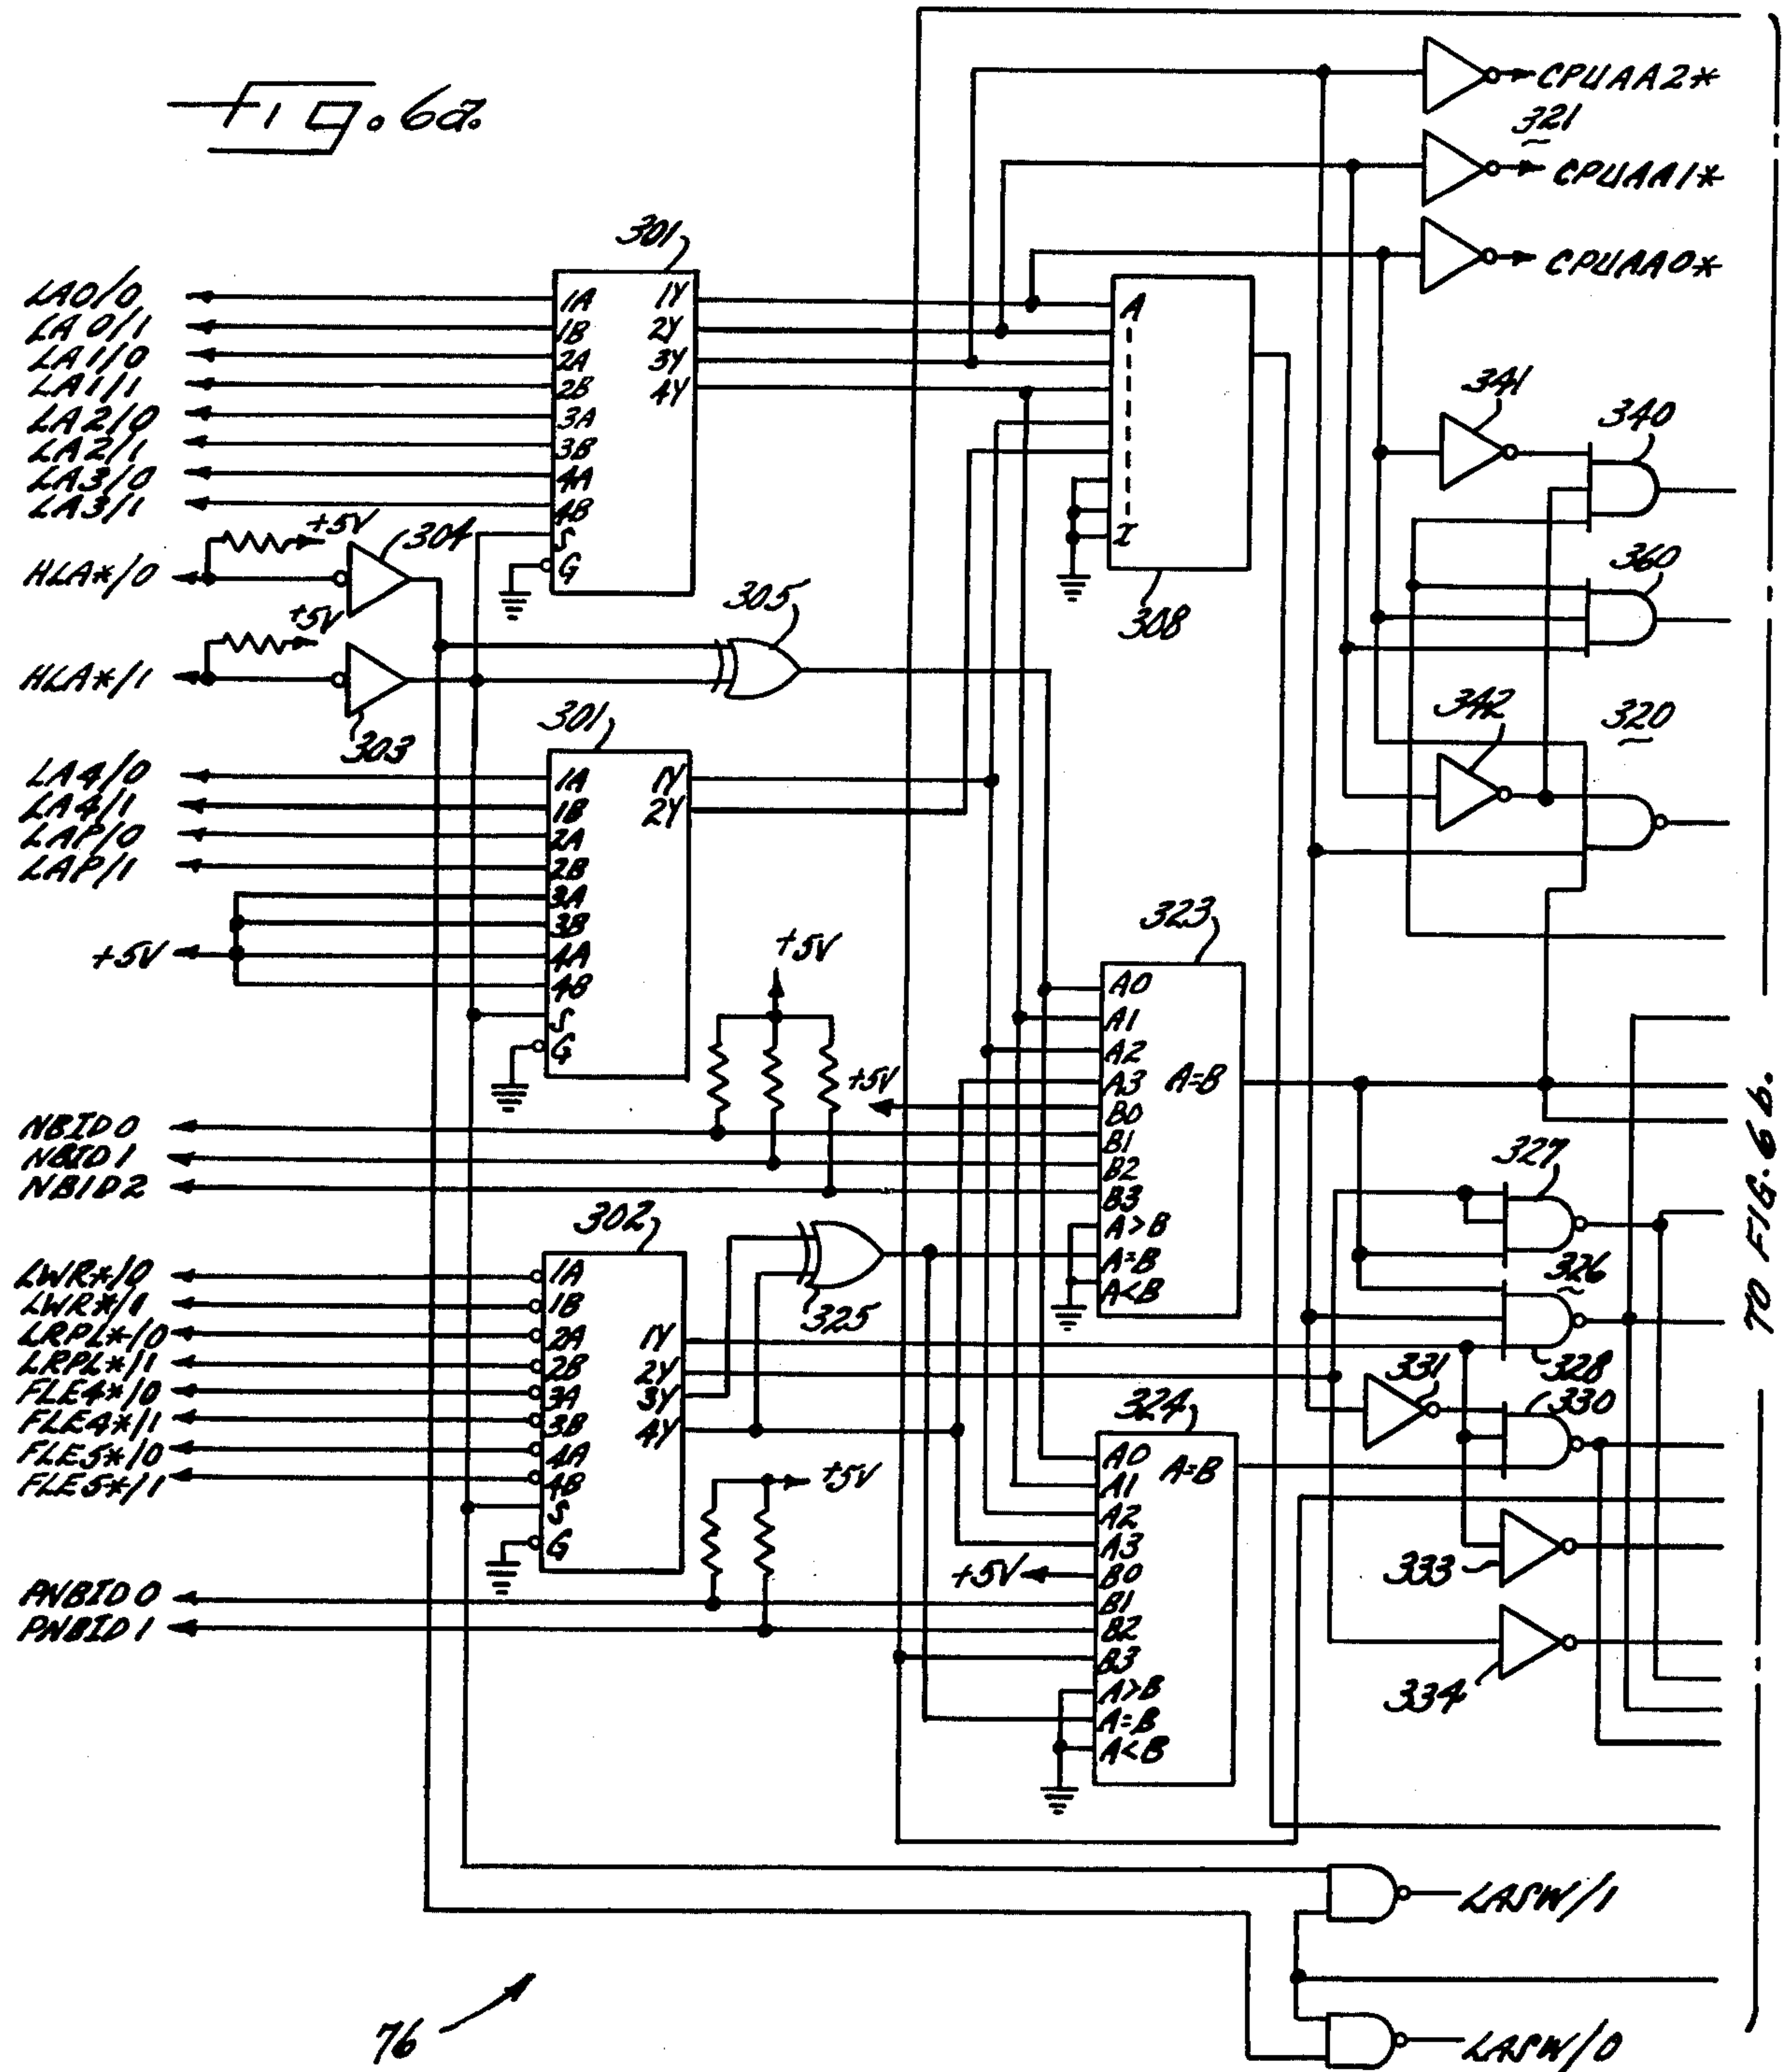 Fig. 6a.
CPUAA2*
321
CPUAA1*
CPUAA0*
301
LA0/0
LA0/1
LA1/0
LA1/1
LA2/0
LA2/1
LA3/0
LA3/1
1A
1B
2A
2B
3A
3B
4A
4B
S
G
1Y
2Y
3Y
4Y
A
I
308
+5V
304
HLA*/0
+5V
HLA*/1
303
305
341
340
360
342
320
301
LA4/0
LA4/1
LAP/0
LAP/1
+5V
1A
1B
2A
2B
3A
3B
4A
4B
S
G
1Y
2Y
+5V
+5V
323
A0
A1
A2
A3
B0
B1
B2
B3
A>B
A=B
A<B
A=B
NBID0
NBID1
NBID2
302
LWR*/0
LWR*/1
LRPL*/0
LRPL*/1
FLE4*/0
FLE4*/1
FLE5*/0
FLE5*/1
1A
1B
2A
2B
3A
3B
4A
4B
S
G
1Y
2Y
3Y
4Y
325
327
326
328
331
330
333
334
324
+5V
+5V
A0
A1
A2
A3
B0
B1
B2
B3
A>B
A=B
A<B
A=B
PNBID0
PNBID1
LASW/1
LASW/0
76
TO FIG. 6b.